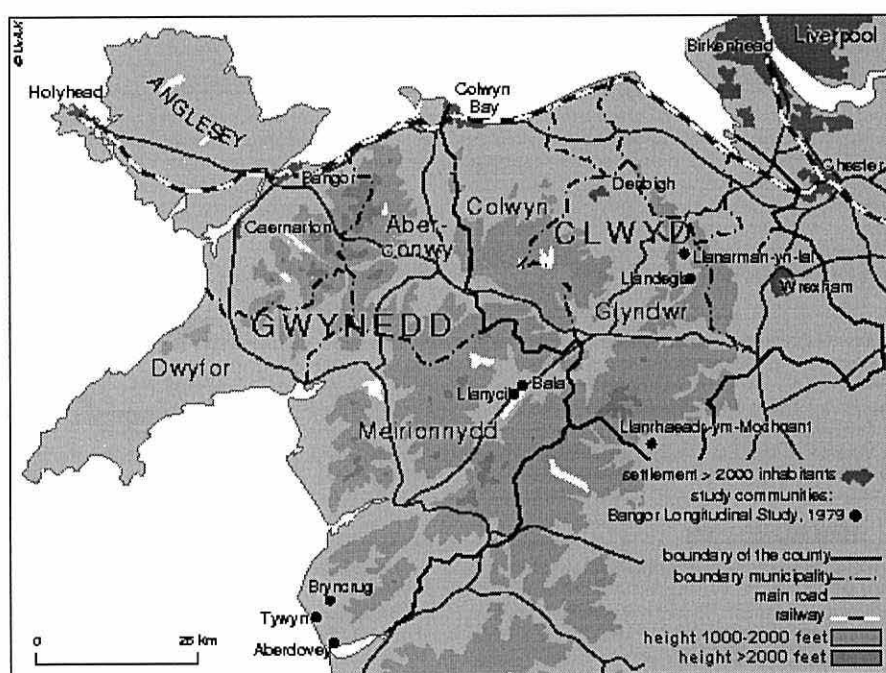 Liverpool
Birkenhead
Holyhead
ANGLESEY
Colwyn
Bay
Chester
Bangor
Denbigh
Caernarfon
Aber-
conwy
Colwyn
CLWYD
Llanarman-yn-Ial
Llandegla
Wrexham
GWYNEDD
Glyndwr
Dwyfor
Bala
Llanycil
Meirionnydd
Llanrhaeadr-ym-Mochnant
settlement > 2000 inhabitants
study communities:
Bangor Longitudinal Study, 1979
boundary of the county
boundary municipality
main road
railway
height 1000-2000 feet
height >2000 feet
Bryncrug
Tywyn
Aberdovey
0
25 km